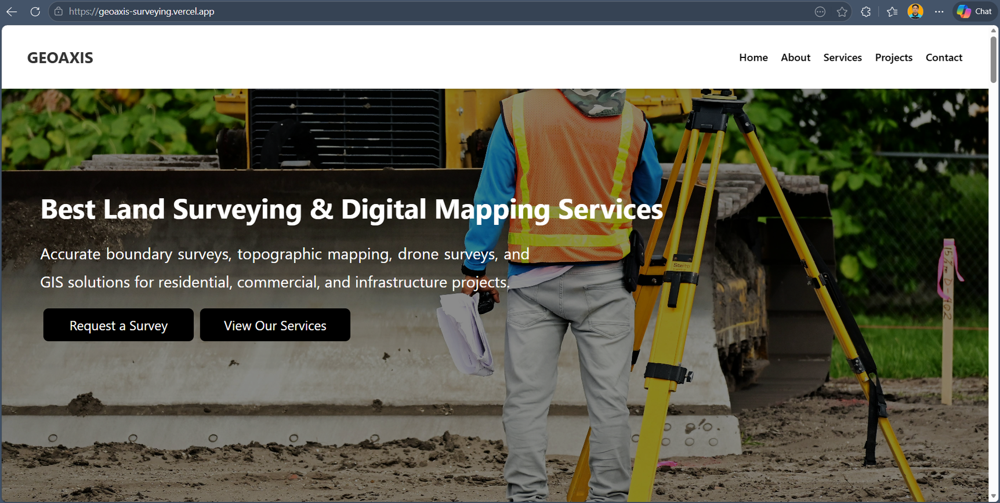 https://geoaxis-surveying.vercel.app
Chat
GEOAXIS
Home About Services Projects Contact
Best Land Surveying & Digital Mapping Services
Accurate boundary surveys, topographic mapping, drone surveys, and
GIS solutions for residential, commercial, and infrastructure projects.
Request a Survey View Our Services
SitePro